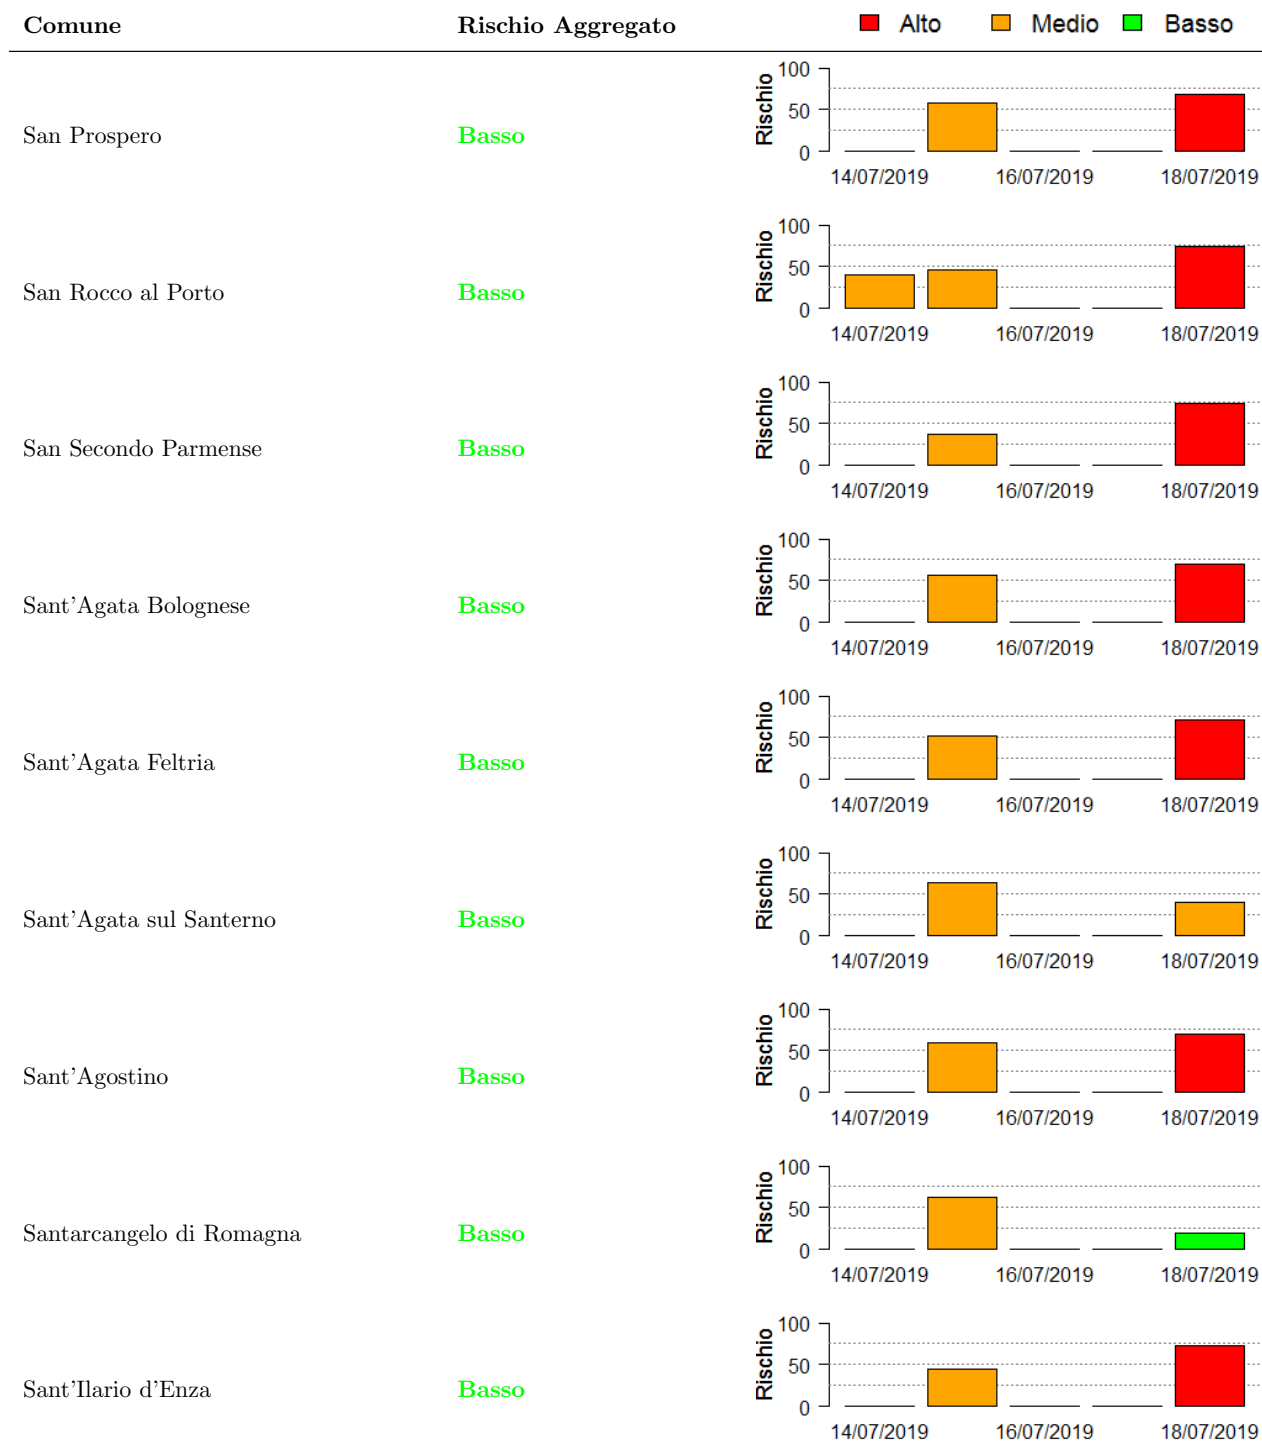 Comune Rischio Aggregato Alto Medio Basso
100
50
0
Rischio
San Prospero Basso
14/07/2019 16/07/2019 18/07/2019
100
50
0
Rischio
San Rocco al Porto Basso
14/07/2019 16/07/2019 18/07/2019
100
50
0
Rischio
San Secondo Parmense Basso
14/07/2019 16/07/2019 18/07/2019
100
50
0
Rischio
Sant'Agata Bolognese Basso
14/07/2019 16/07/2019 18/07/2019
100
50
0
Rischio
Sant'Agata Feltria Basso
14/07/2019 16/07/2019 18/07/2019
100
50
0
Rischio
Sant'Agata sul Santerno Basso
14/07/2019 16/07/2019 18/07/2019
100
50
0
Rischio
Sant'Agostino Basso
14/07/2019 16/07/2019 18/07/2019
100
50
0
Rischio
Santarcangelo di Romagna Basso
14/07/2019 16/07/2019 18/07/2019
100
50
0
Rischio
Sant'Ilario d'Enza Basso
14/07/2019 16/07/2019 18/07/2019